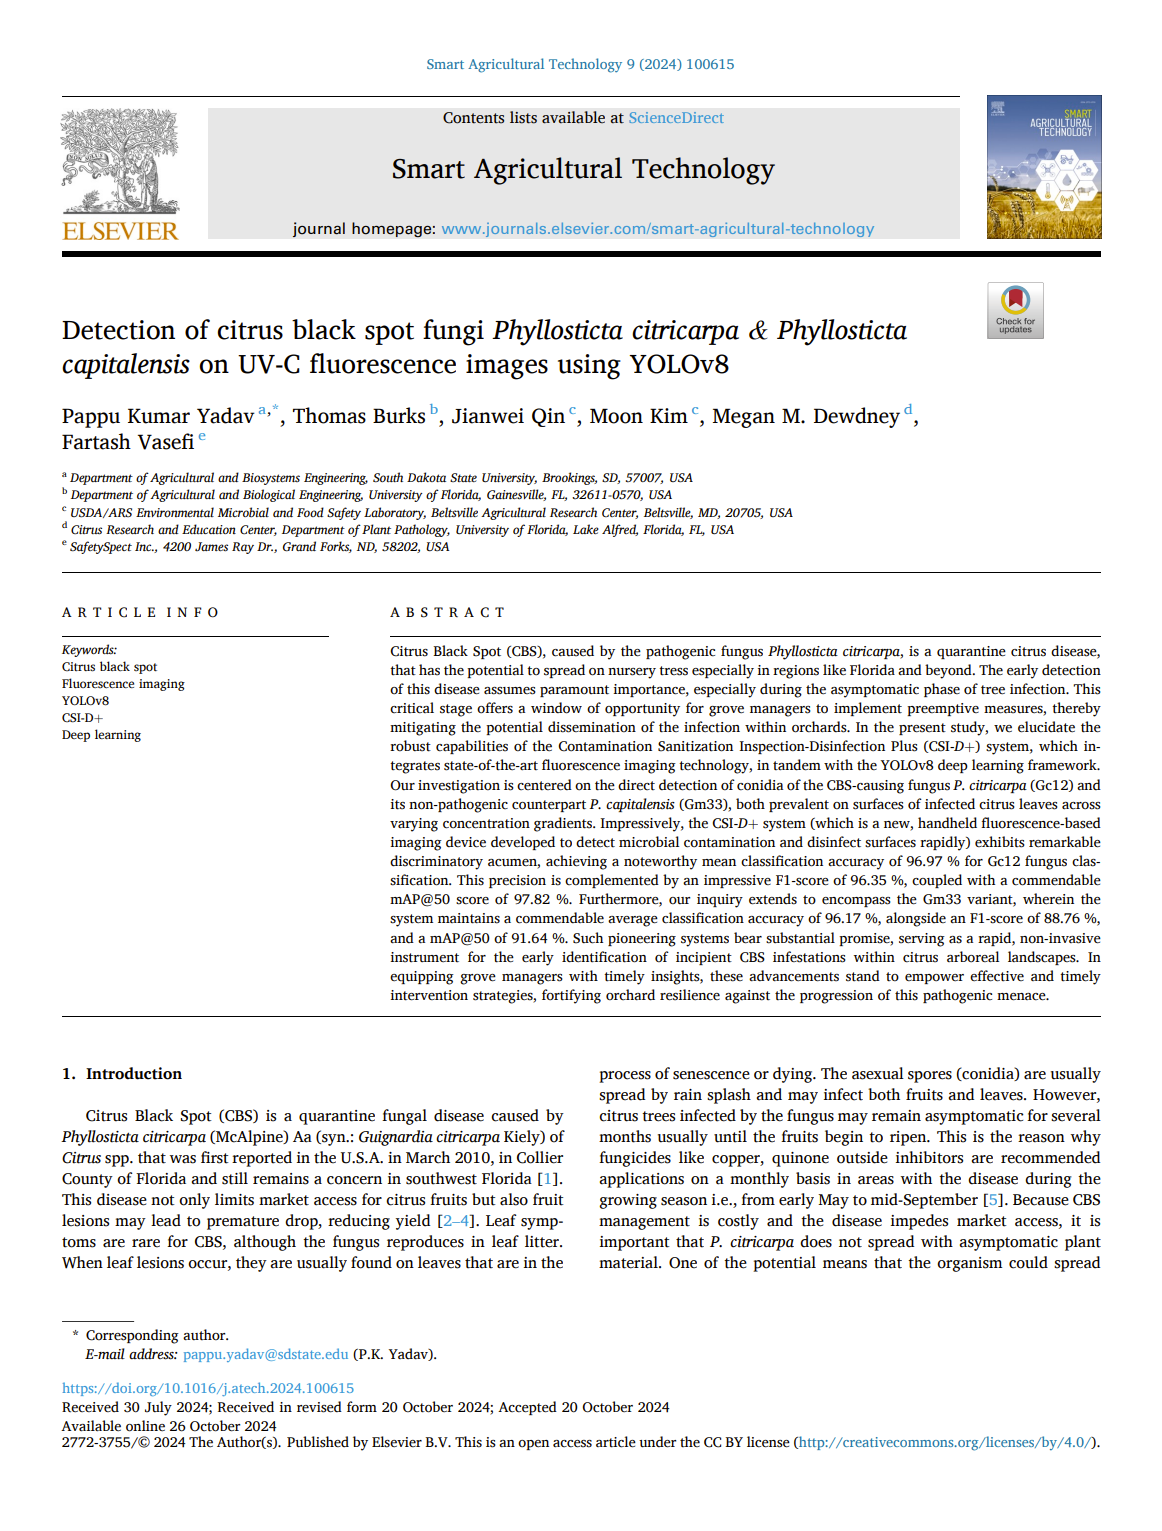 Smart Agricultural Technology 9 (2024) 100615
Contents lists available at ScienceDirect
Smart Agricultural Technology
journal homepage: www.journals.elsevier.com/smart-agricultural-technology
ELSEVIER
SMART
AGRICULTURAL
TECHNOLOGY
Check for
updates
Detection of citrus black spot fungi Phyllosticta citricarpa & Phyllosticta
capitalensis on UV-C fluorescence images using YOLOv8
Pappu Kumar Yadav a,*, Thomas Burks b, Jianwei Qin c, Moon Kim c, Megan M. Dewdney d,
Fartash Vasefi e
a Department of Agricultural and Biosystems Engineering, South Dakota State University, Brookings, SD, 57007, USA
b Department of Agricultural and Biological Engineering, University of Florida, Gainesville, FL, 32611-0570, USA
c USDA/ARS Environmental Microbial and Food Safety Laboratory, Beltsville Agricultural Research Center, Beltsville, MD, 20705, USA
d Citrus Research and Education Center, Department of Plant Pathology, University of Florida, Lake Alfred, Florida, FL, USA
e SafetySpect Inc., 4200 James Ray Dr., Grand Forks, ND, 58202, USA
ARTICLE INFO
Keywords:
Citrus black spot
Fluorescence imaging
YOLOv8
CSI-D+
Deep learning
ABSTRACT
Citrus Black Spot (CBS), caused by the pathogenic fungus Phyllosticta citricarpa, is a quarantine citrus disease,
that has the potential to spread on nursery tress especially in regions like Florida and beyond. The early detection
of this disease assumes paramount importance, especially during the asymptomatic phase of tree infection. This
critical stage offers a window of opportunity for grove managers to implement preemptive measures, thereby
mitigating the potential dissemination of the infection within orchards. In the present study, we elucidate the
robust capabilities of the Contamination Sanitization Inspection-Disinfection Plus (CSI-D+) system, which in-
tegrates state-of-the-art fluorescence imaging technology, in tandem with the YOLOv8 deep learning framework.
Our investigation is centered on the direct detection of conidia of the CBS-causing fungus P. citricarpa (Gc12) and
its non-pathogenic counterpart P. capitalensis (Gm33), both prevalent on surfaces of infected citrus leaves across
varying concentration gradients. Impressively, the CSI-D+ system (which is a new, handheld fluorescence-based
imaging device developed to detect microbial contamination and disinfect surfaces rapidly) exhibits remarkable
discriminatory acumen, achieving a noteworthy mean classification accuracy of 96.97 % for Gc12 fungus clas-
sification. This precision is complemented by an impressive F1-score of 96.35 %, coupled with a commendable
mAP@50 score of 97.82 %. Furthermore, our inquiry extends to encompass the Gm33 variant, wherein the
system maintains a commendable average classification accuracy of 96.17 %, alongside an F1-score of 88.76 %,
and a mAP@50 of 91.64 %. Such pioneering systems bear substantial promise, serving as a rapid, non-invasive
instrument for the early identification of incipient CBS infestations within citrus arboreal landscapes. In
equipping grove managers with timely insights, these advancements stand to empower effective and timely
intervention strategies, fortifying orchard resilience against the progression of this pathogenic menace.
1. Introduction
Citrus Black Spot (CBS) is a quarantine fungal disease caused by
Phyllosticta citricarpa (McAlpine) Aa (syn.: Guignardia citricarpa Kiely) of
Citrus spp. that was first reported in the U.S.A. in March 2010, in Collier
County of Florida and still remains a concern in southwest Florida [1].
This disease not only limits market access for citrus fruits but also fruit
lesions may lead to premature drop, reducing yield [2–4]. Leaf symp-
toms are rare for CBS, although the fungus reproduces in leaf litter.
When leaf lesions occur, they are usually found on leaves that are in the
process of senescence or dying. The asexual spores (conidia) are usually
spread by rain splash and may infect both fruits and leaves. However,
citrus trees infected by the fungus may remain asymptomatic for several
months usually until the fruits begin to ripen. This is the reason why
fungicides like copper, quinone outside inhibitors are recommended
applications on a monthly basis in areas with the disease during the
growing season i.e., from early May to mid-September [5]. Because CBS
management is costly and the disease impedes market access, it is
important that P. citricarpa does not spread with asymptomatic plant
material. One of the potential means that the organism could spread
* Corresponding author.
E-mail address: pappu.yadav@sdstate.edu (P.K. Yadav).
https://doi.org/10.1016/j.atech.2024.100615
Received 30 July 2024; Received in revised form 20 October 2024; Accepted 20 October 2024
Available online 26 October 2024
2772-3755/© 2024 The Author(s). Published by Elsevier B.V. This is an open access article under the CC BY license (http://creativecommons.org/licenses/by/4.0/).